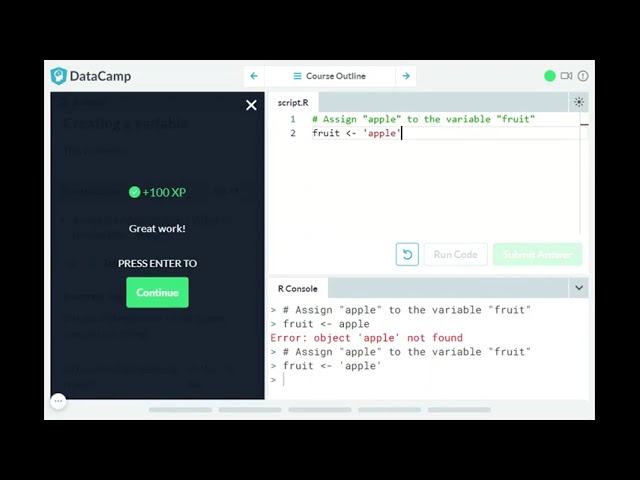 DataCamp
Course Outline
Creating a variable
+100 XP
Great work!
PRESS ENTER TO
Continue
script.R
1 # Assign "apple" to the variable "fruit"
2 fruit <- 'apple'
Run Code
Submit Answer
R Console
> # Assign "apple" to the variable "fruit"
> fruit <- apple
Error: object 'apple' not found
> # Assign "apple" to the variable "fruit"
> fruit <- 'apple'
>